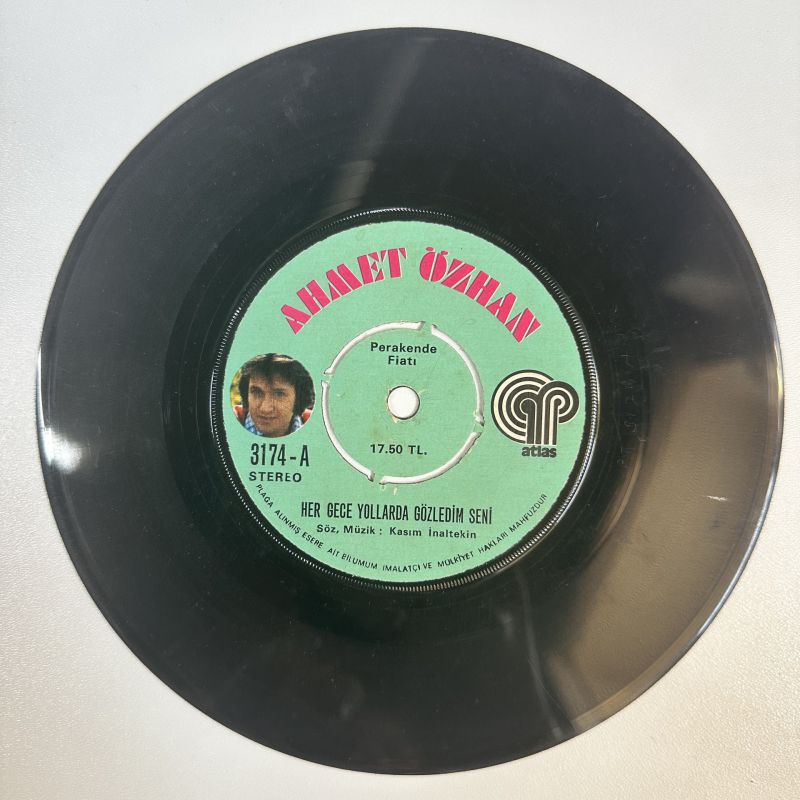 AHMET ÖZHAN
Perakende
Fiatı
17.50 TL.
atlas
3174-A
STEREO
HER GECE YOLLARDA GÖZLEDİM SENİ
Söz, Müzik : Kasım İnaltekin
PLAGA ALINMIŞ ESERE AİT BİLUMUM İMALATÇI VE MÜLKİYET HAKLARI MAHFUZDUR